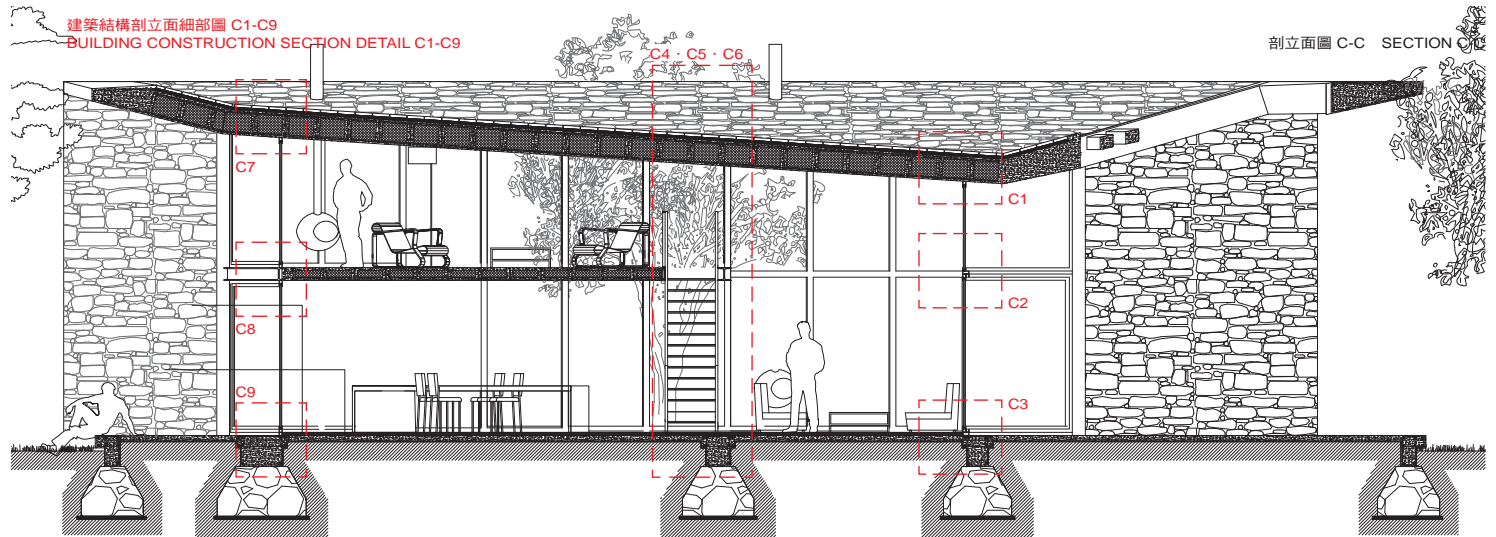 建築結構剖立面細部圖 C1-C9
BUILDING CONSTRUCTION SECTION DETAIL C1-C9
C4 · C5 · C6
剖立面圖 C-C SECTION C-C
C7
C1
C2
C8
C9
C3